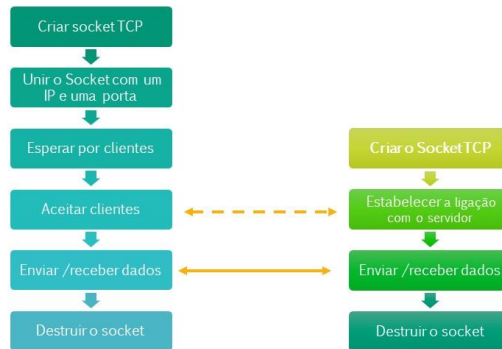 Criar socket TCP
Unir o Socket com um
IP e uma porta
Esperar por clientes
Aceitar clientes
Enviar /receber dados
Destruir o socket
Criar o Socket TCP
Estabelecer a ligação
com o servidor
Enviar /receber dados
Destruir o socket